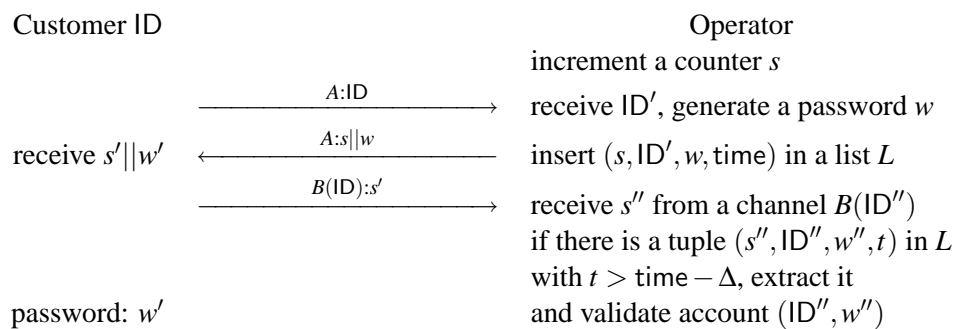 Customer ID Operator
increment a counter s
A:ID
receive ID′, generate a password w
A:s||w
receive s′||w′ insert (s,ID′,w,time) in a list L
B(ID):s′
receive s″ from a channel B(ID″)
if there is a tuple (s″,ID″,w″,t) in L
with t > time − Δ, extract it
password: w′ and validate account (ID″,w″)